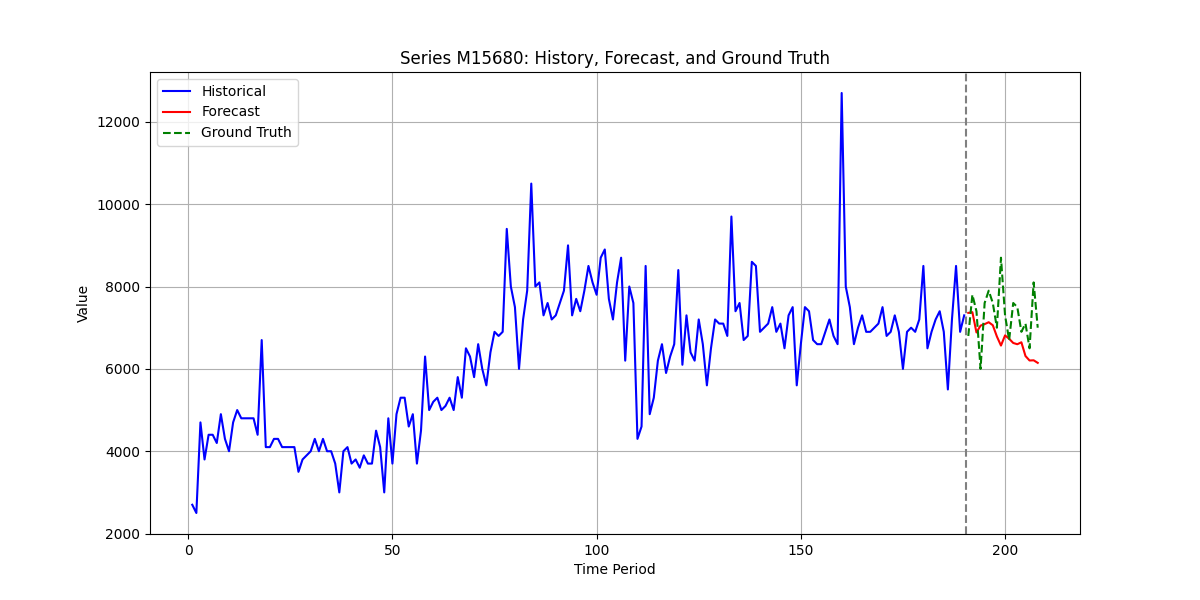 Series M15680: History, Forecast, and Ground Truth
Historical
Forecast
Ground Truth
12000
10000
8000
6000
4000
2000
Value
0 50 100 150 200
Time Period